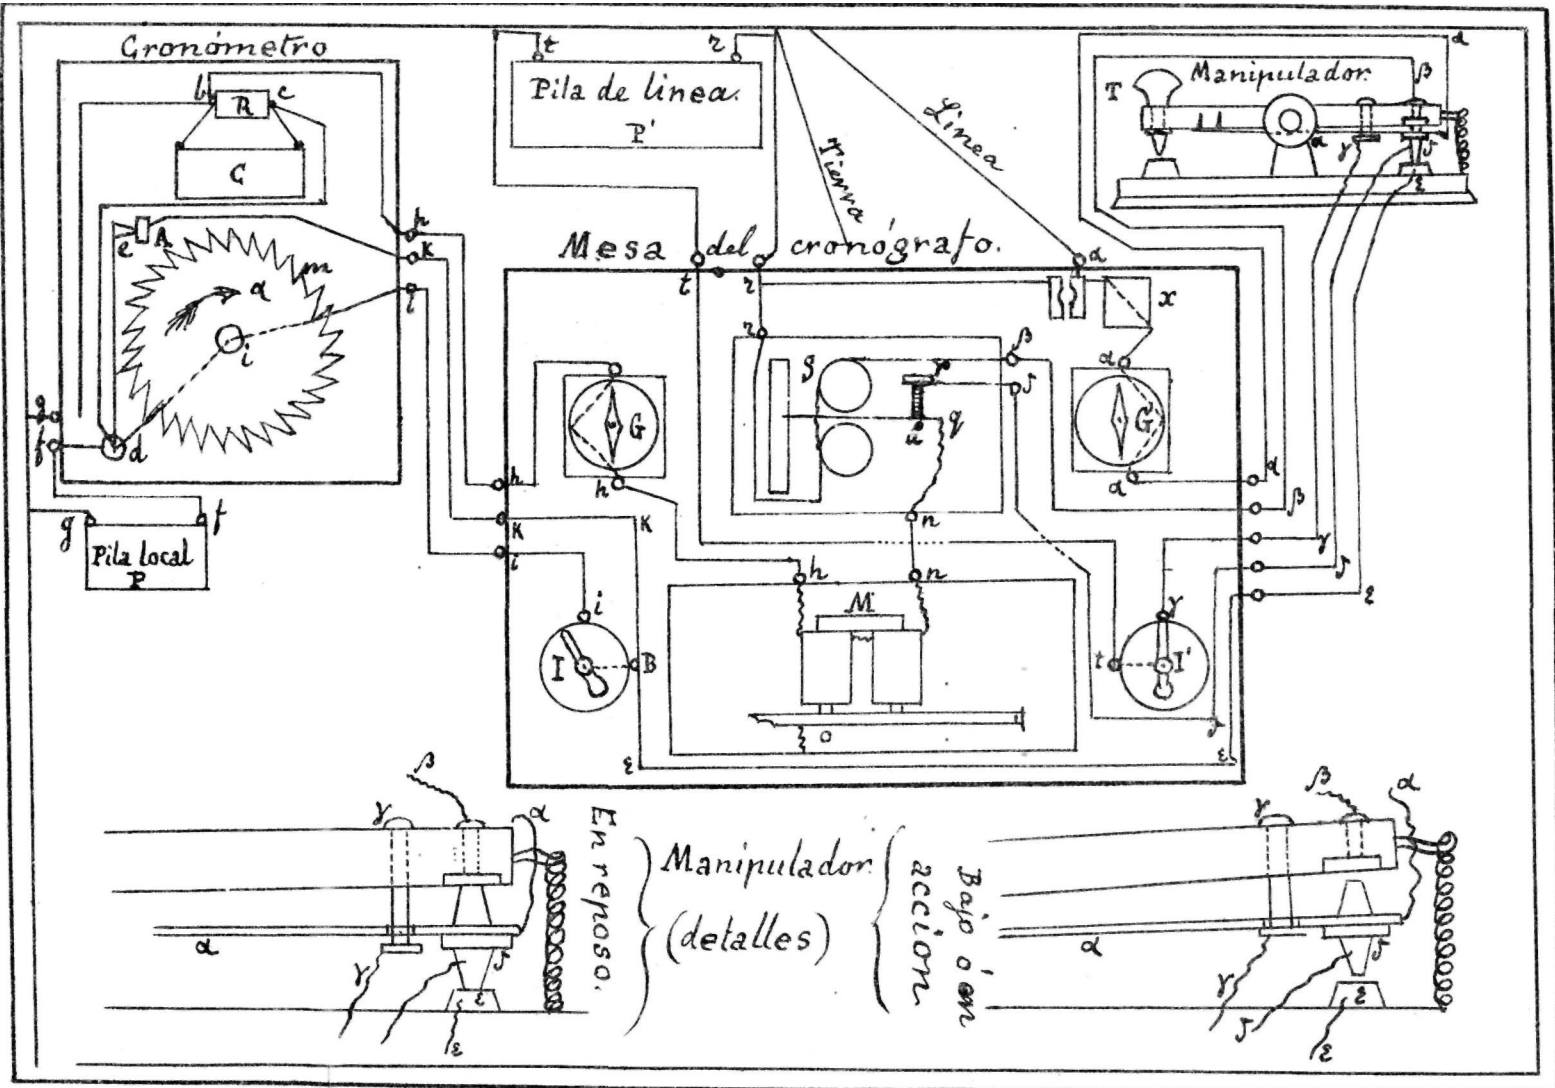 Cronómetro
b
R
c
C
e
A
a
m
i
d
h
K
i
g
f
g
f
Pila local
P
t
r
Pila de linea.
P'
Tierra
Linea
Manipulador.
T
α
β
γ
δ
α
ε
Mesa del cronógrafo.
t
r
α
x
r
S
β
p
δ
u
q
n
G
h
G'
α
α
h
K
K
i
i
I
B
h
n
M
o
t
γ
I'
α
β
γ
δ
ε
ε
ε
δ
β
γ
α
α
γ
δ
ε
ε
En reposo.
Manipulador
(detalles)
Bajo ó en
accion.
γ
β
α
α
γ
δ
δ
ε
ε